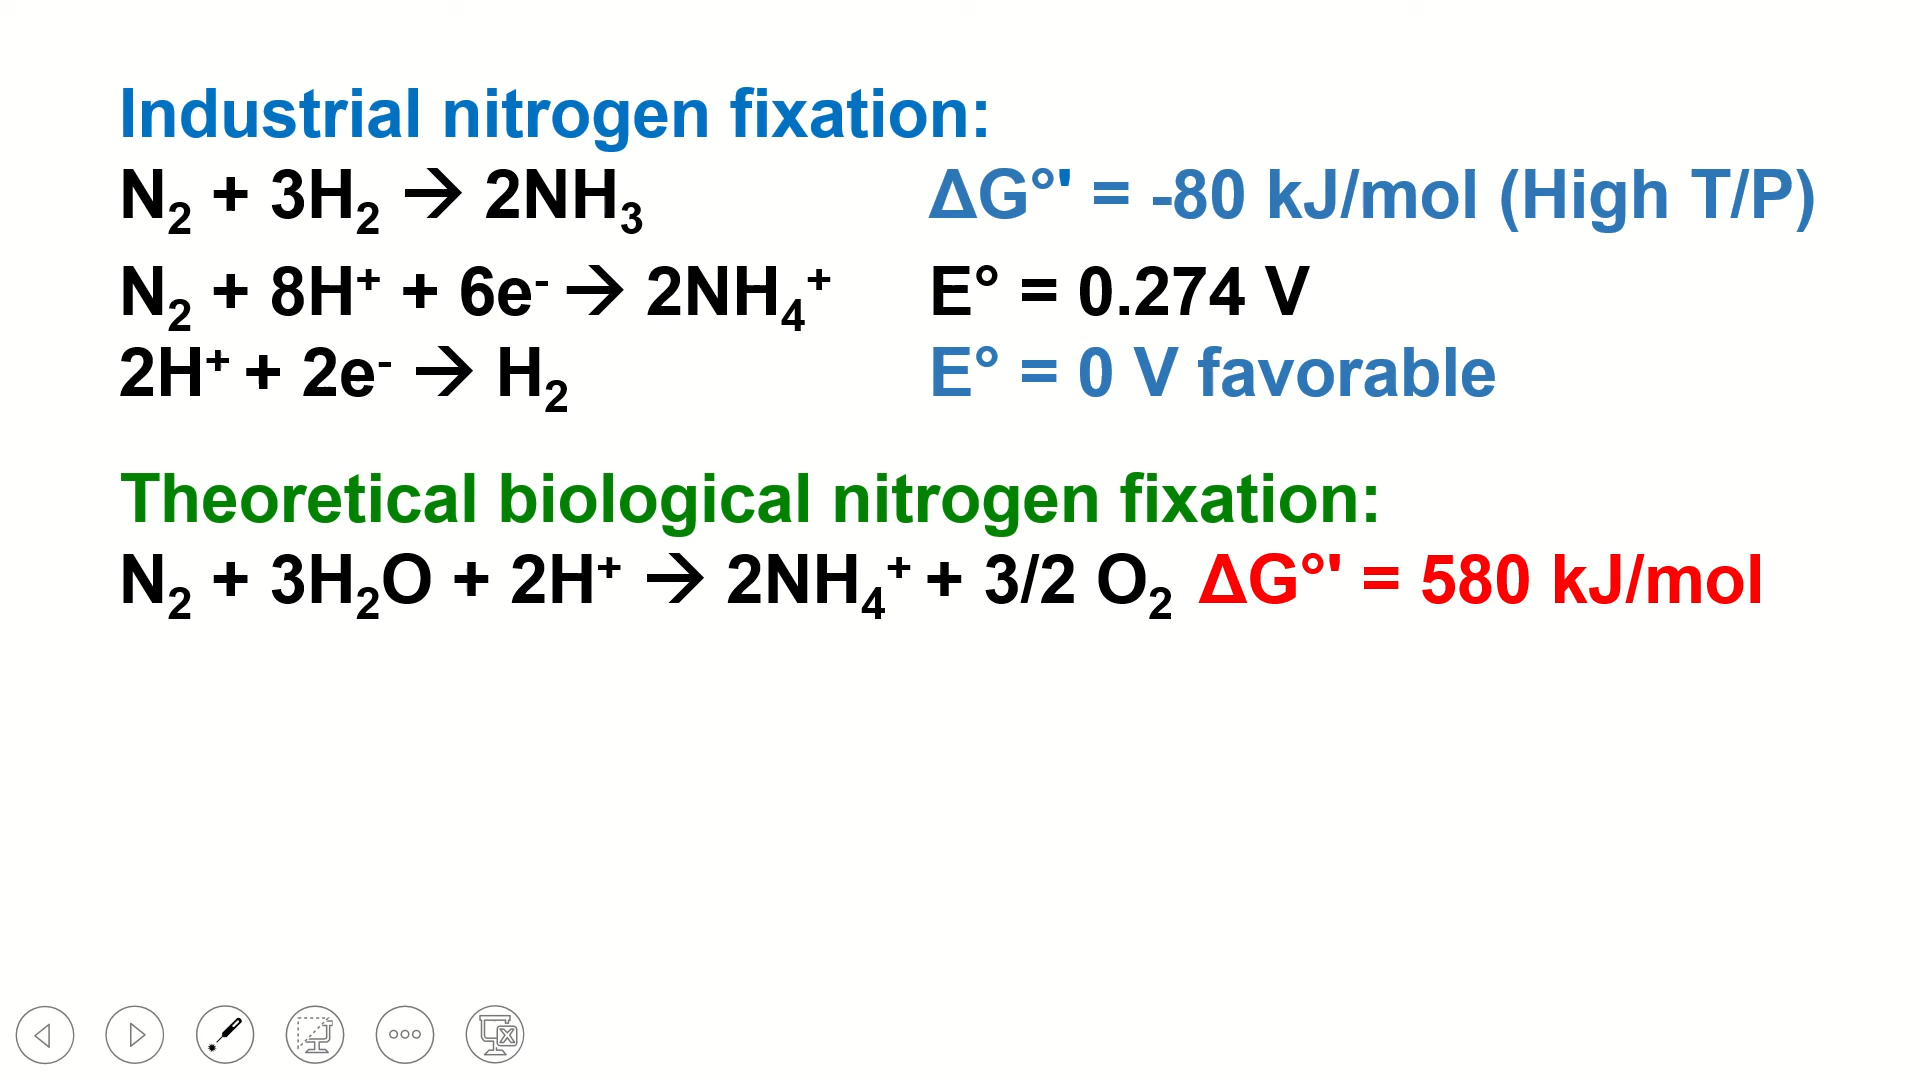 Industrial nitrogen fixation:
N₂ + 3H₂ → 2NH₃ ΔG°' = -80 kJ/mol (High T/P)
N₂ + 8H⁺ + 6e⁻ → 2NH₄⁺ E° = 0.274 V
2H⁺ + 2e⁻ → H₂ E° = 0 V favorable
Theoretical biological nitrogen fixation:
N₂ + 3H₂O + 2H⁺ → 2NH₄⁺ + 3/2 O₂ ΔG°' = 580 kJ/mol